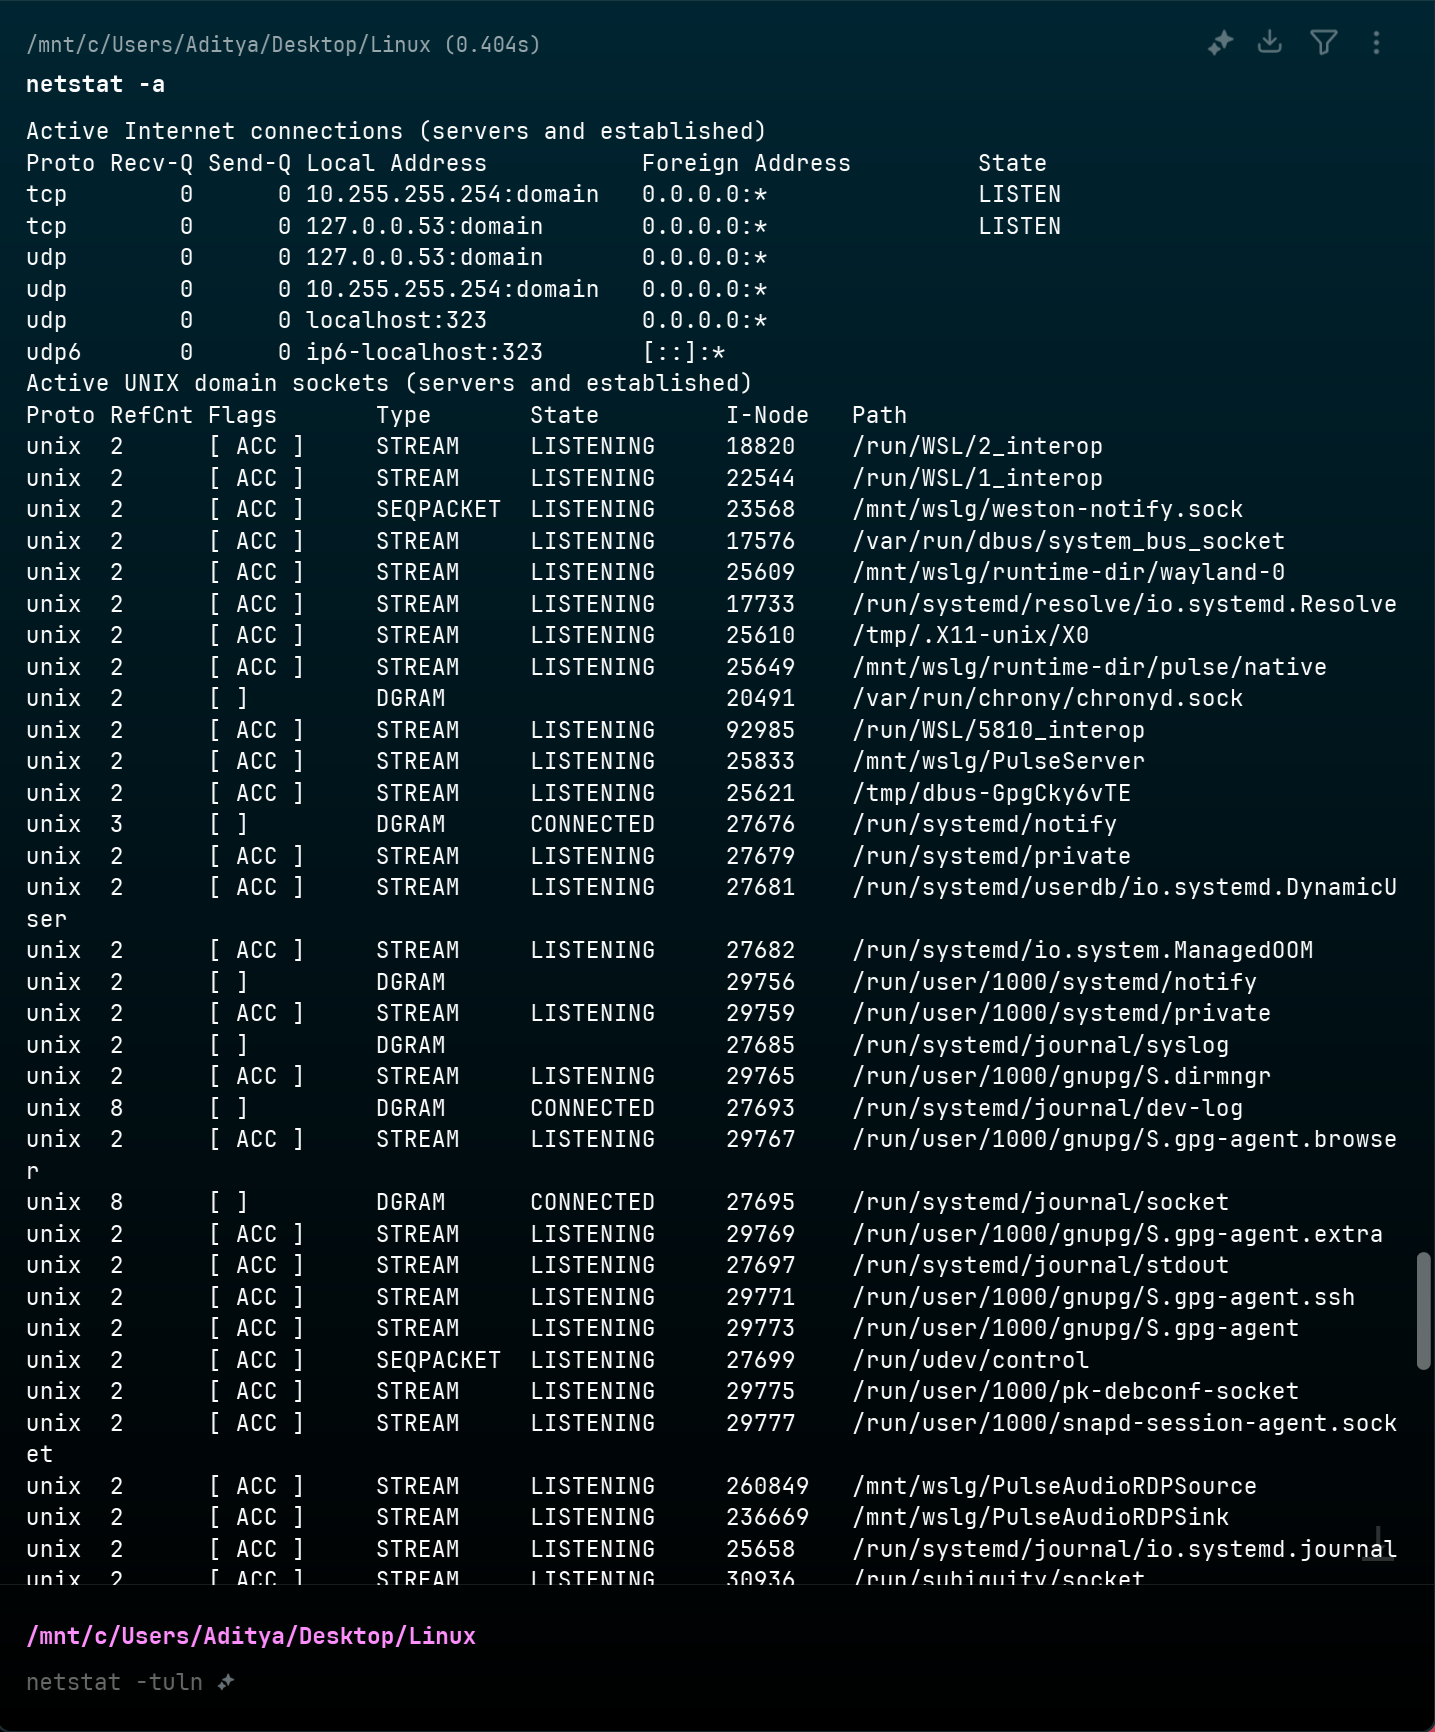 /mnt/c/Users/Aditya/Desktop/Linux (0.404s)
netstat -a
Active Internet connections (servers and established)
Proto Recv-Q Send-Q Local Address           Foreign Address         State
tcp        0      0 10.255.255.254:domain   0.0.0.0:*               LISTEN
tcp        0      0 127.0.0.53:domain       0.0.0.0:*               LISTEN
udp        0      0 127.0.0.53:domain       0.0.0.0:*
udp        0      0 10.255.255.254:domain   0.0.0.0:*
udp        0      0 localhost:323           0.0.0.0:*
udp6       0      0 ip6-localhost:323       [::]:*
Active UNIX domain sockets (servers and established)
Proto RefCnt Flags       Type       State         I-Node   Path
unix  2      [ ACC ]     STREAM     LISTENING     18820    /run/WSL/2_interop
unix  2      [ ACC ]     STREAM     LISTENING     22544    /run/WSL/1_interop
unix  2      [ ACC ]     SEQPACKET  LISTENING     23568    /mnt/wslg/weston-notify.sock
unix  2      [ ACC ]     STREAM     LISTENING     17576    /var/run/dbus/system_bus_socket
unix  2      [ ACC ]     STREAM     LISTENING     25609    /mnt/wslg/runtime-dir/wayland-0
unix  2      [ ACC ]     STREAM     LISTENING     17733    /run/systemd/resolve/io.systemd.Resolve
unix  2      [ ACC ]     STREAM     LISTENING     25610    /tmp/.X11-unix/X0
unix  2      [ ACC ]     STREAM     LISTENING     25649    /mnt/wslg/runtime-dir/pulse/native
unix  2      [ ]         DGRAM                    20491    /var/run/chrony/chronyd.sock
unix  2      [ ACC ]     STREAM     LISTENING     92985    /run/WSL/5810_interop
unix  2      [ ACC ]     STREAM     LISTENING     25833    /mnt/wslg/PulseServer
unix  2      [ ACC ]     STREAM     LISTENING     25621    /tmp/dbus-GpgCky6vTE
unix  3      [ ]         DGRAM      CONNECTED     27676    /run/systemd/notify
unix  2      [ ACC ]     STREAM     LISTENING     27679    /run/systemd/private
unix  2      [ ACC ]     STREAM     LISTENING     27681    /run/systemd/userdb/io.systemd.DynamicU
ser
unix  2      [ ACC ]     STREAM     LISTENING     27682    /run/systemd/io.system.ManagedOOM
unix  2      [ ]         DGRAM                    29756    /run/user/1000/systemd/notify
unix  2      [ ACC ]     STREAM     LISTENING     29759    /run/user/1000/systemd/private
unix  2      [ ]         DGRAM                    27685    /run/systemd/journal/syslog
unix  2      [ ACC ]     STREAM     LISTENING     29765    /run/user/1000/gnupg/S.dirmngr
unix  8      [ ]         DGRAM      CONNECTED     27693    /run/systemd/journal/dev-log
unix  2      [ ACC ]     STREAM     LISTENING     29767    /run/user/1000/gnupg/S.gpg-agent.browse
r
unix  8      [ ]         DGRAM      CONNECTED     27695    /run/systemd/journal/socket
unix  2      [ ACC ]     STREAM     LISTENING     29769    /run/user/1000/gnupg/S.gpg-agent.extra
unix  2      [ ACC ]     STREAM     LISTENING     27697    /run/systemd/journal/stdout
unix  2      [ ACC ]     STREAM     LISTENING     29771    /run/user/1000/gnupg/S.gpg-agent.ssh
unix  2      [ ACC ]     STREAM     LISTENING     29773    /run/user/1000/gnupg/S.gpg-agent
unix  2      [ ACC ]     SEQPACKET  LISTENING     27699    /run/udev/control
unix  2      [ ACC ]     STREAM     LISTENING     29775    /run/user/1000/pk-debconf-socket
unix  2      [ ACC ]     STREAM     LISTENING     29777    /run/user/1000/snapd-session-agent.sock
et
unix  2      [ ACC ]     STREAM     LISTENING     260849   /mnt/wslg/PulseAudioRDPSource
unix  2      [ ACC ]     STREAM     LISTENING     236669   /mnt/wslg/PulseAudioRDPSink
unix  2      [ ACC ]     STREAM     LISTENING     25658    /run/systemd/journal/io.systemd.journal
unix  2      [ ACC ]     STREAM     LISTENING     30936    /run/subiquity/socket
/mnt/c/Users/Aditya/Desktop/Linux
netstat -tuln